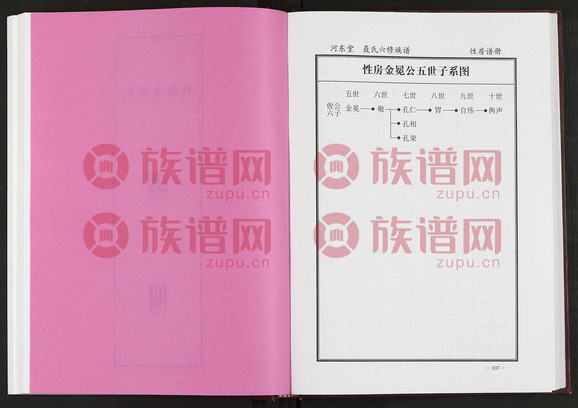 河东堂 聂氏六修族谱 性房谱册
性房金冕公五世子系图
五世 六世 七世 八世 九世 十世
俊公六子 金冕 敬 孔仁 胃 自伟 舆声
孔相
孔荣
族谱网 族谱网
zupu.cn zupu.cn
族谱网 族谱网
zupu.cn zupu.cn